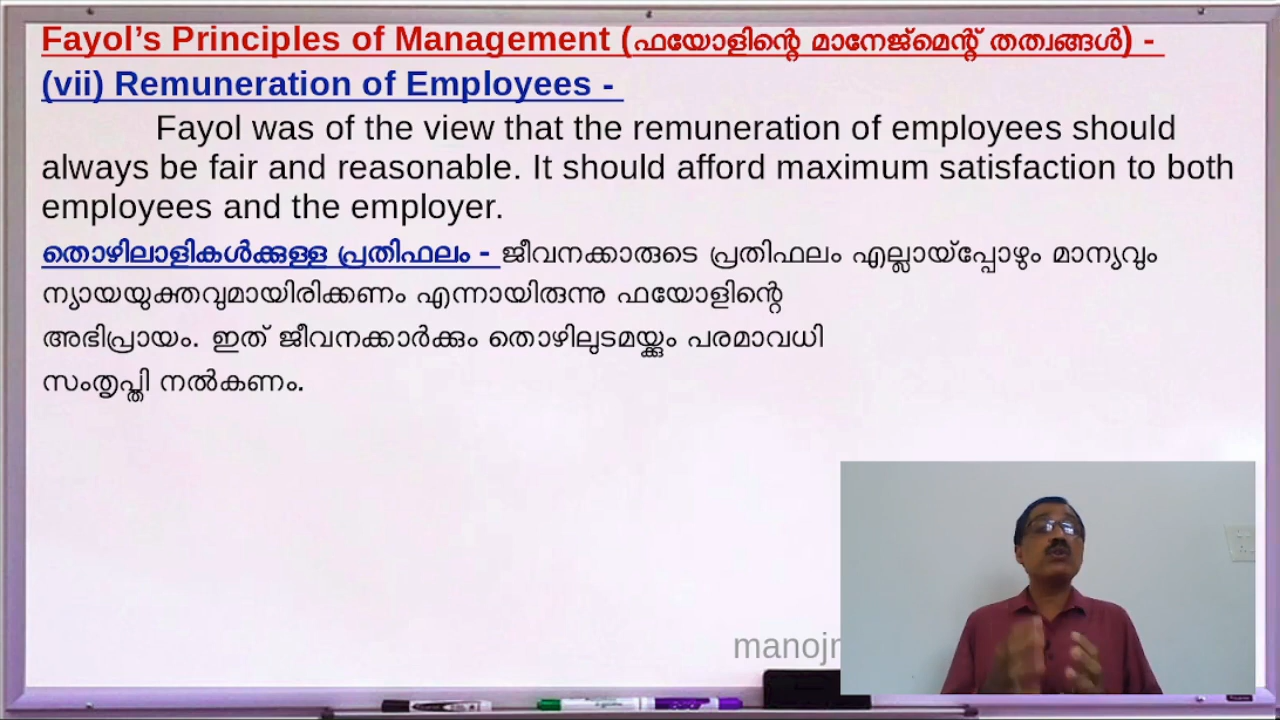 Fayol’s Principles of Management (ഫയോളിന്റെ മാനേജ്മെന്റ് തത്വങ്ങൾ) -
(vii) Remuneration of Employees -
Fayol was of the view that the remuneration of employees should
always be fair and reasonable. It should afford maximum satisfaction to both
employees and the employer.
തൊഴിലാളികൾക്കുള്ള പ്രതിഫലം - ജീവനക്കാരുടെ പ്രതിഫലം എല്ലായ്പ്പോഴും മാന്യവും
ന്യായയുക്തവുമായിരിക്കണം എന്നായിരുന്നു ഫയോളിന്റെ
അഭിപ്രായം. ഇത് ജീവനക്കാർക്കും തൊഴിലുടമയ്ക്കും പരമാവധി
സംതൃപ്തി നൽകണം.